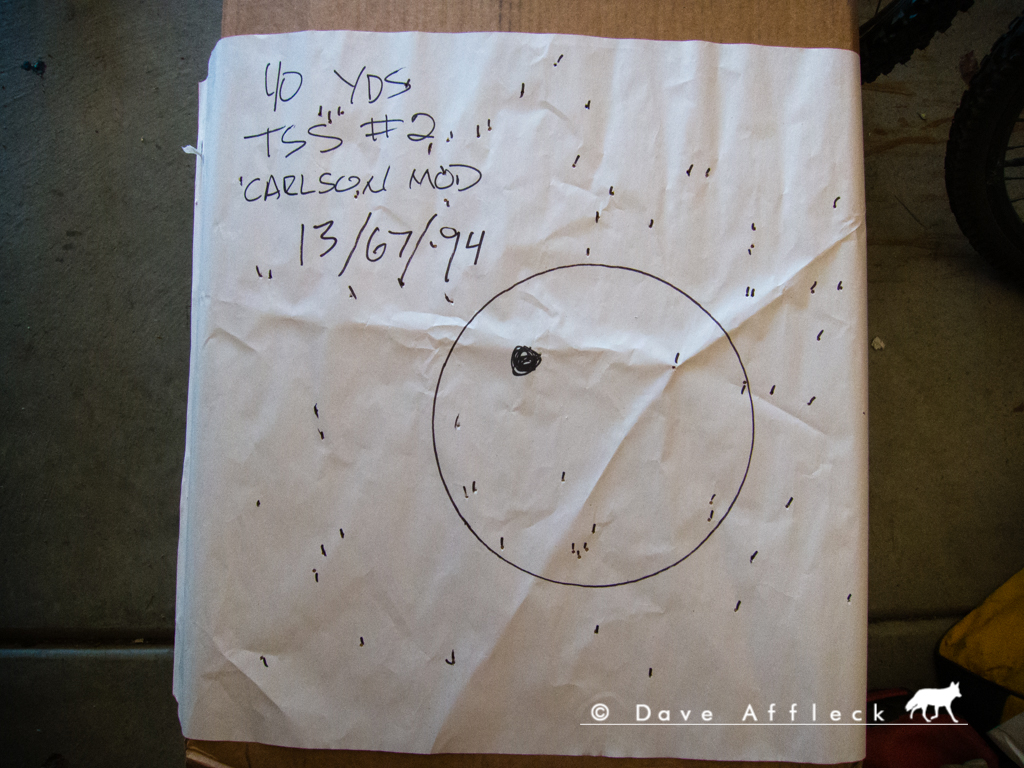 40 YDS
TSS #2
CARLSON MOD
13/67/94
© Dave Affleck